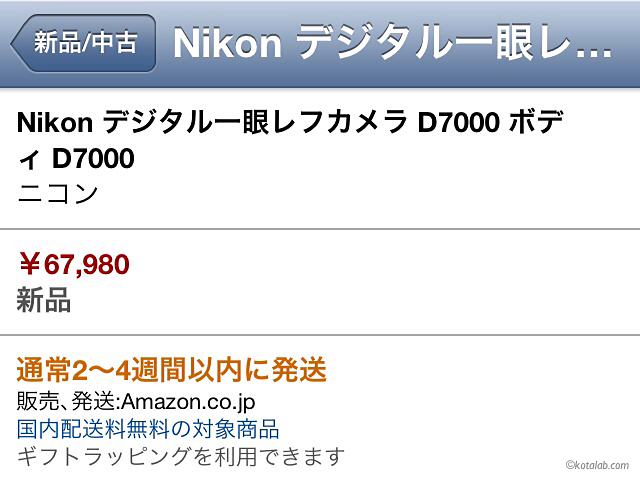 新品/中古
Nikon デジタル一眼レ...
Nikon デジタル一眼レフカメラ D7000 ボデ
ィ D7000
ニコン
￥67,980
新品
通常2〜4週間以内に発送
販売、発送:Amazon.co.jp
国内配送料無料の対象商品
ギフトラッピングを利用できます
©kotalab.com